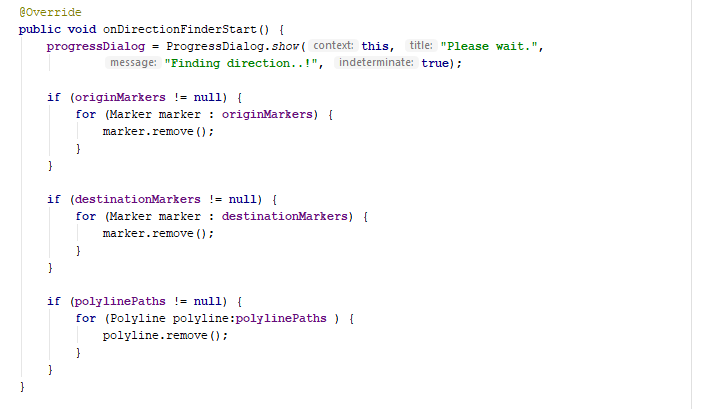 @Override
public void onDirectionFinderStart() {
    progressDialog = ProgressDialog.show( context: this, title: "Please wait.",
            message: "Finding direction..!", indeterminate: true);

    if (originMarkers != null) {
        for (Marker marker : originMarkers) {
            marker.remove();
        }
    }

    if (destinationMarkers != null) {
        for (Marker marker : destinationMarkers) {
            marker.remove();
        }
    }

    if (polylinePaths != null) {
        for (Polyline polyline:polylinePaths ) {
            polyline.remove();
        }
    }
}